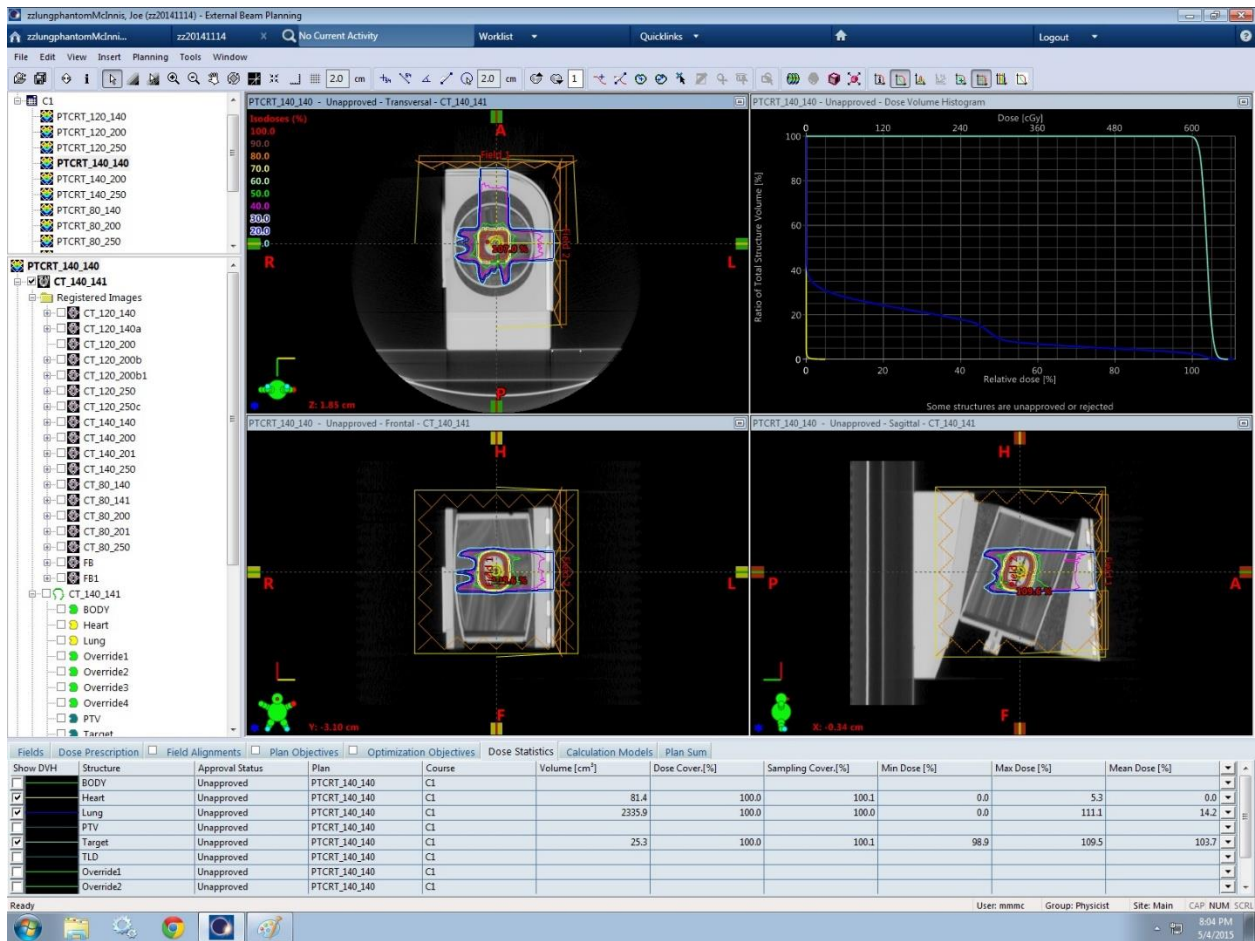 zzlungphantomMcInnis, Joe (zz20141114) - External Beam Planning
zzlungphantomMcInni... zz20141114 X No Current Activity Worklist Quicklinks Logout
File Edit View Insert Planning Tools Window
2.0 cm 2.0 cm 1
C1
PTCRT_120_140
PTCRT_120_200
PTCRT_120_250
PTCRT_140_140
PTCRT_140_200
PTCRT_140_250
PTCRT_80_140
PTCRT_80_200
PTCRT_80_250
PTCRT_140_140
CT_140_141
Registered Images
CT_120_140
CT_120_140a
CT_120_200
CT_120_200b
CT_120_200b1
CT_120_250
CT_120_250c
CT_140_140
CT_140_200
CT_140_201
CT_140_250
CT_80_140
CT_80_141
CT_80_200
CT_80_201
CT_80_250
FB
FB1
CT_140_141
BODY
Heart
Lung
Override1
Override2
Override3
Override4
PTV
Target
PTCRT_140_140 - Unapproved - Transversal - CT_140_141
Isodoses (%)
100.0
90.0
80.0
70.0
60.0
50.0
40.0
30.0
20.0
A
Field 1
Field 2
R
L
P
Z: 1.85 cm
PTCRT_140_140 - Unapproved - Dose Volume Histogram
Dose [cGy]
0 120 240 360 480 600
Ratio of Total Structure Volume [%]
100
80
60
40
20
0
0 20 40 60 80 100
Relative dose [%]
Some structures are unapproved or rejected
PTCRT_140_140 - Unapproved - Frontal - CT_140_141
H
R
L
F
Y: -3.10 cm
PTCRT_140_140 - Unapproved - Sagittal - CT_140_141
H
P
A
F
X: -0.34 cm
Fields Dose Prescription Field Alignments Plan Objectives Optimization Objectives Dose Statistics Calculation Models Plan Sum
Show DVH Structure Approval Status Plan Course Volume [cm³] Dose Cover.[%] Sampling Cover.[%] Min Dose [%] Max Dose [%] Mean Dose [%]
BODY Unapproved PTCRT_140_140 C1
Heart Unapproved PTCRT_140_140 C1 81.4 100.0 100.1 0.0 5.3 0.0
Lung Unapproved PTCRT_140_140 C1 2335.9 100.0 100.0 0.0 111.1 14.2
PTV Unapproved PTCRT_140_140 C1
Target Unapproved PTCRT_140_140 C1 25.3 100.0 100.1 98.9 109.5 103.7
TLD Unapproved PTCRT_140_140 C1
Override1 Unapproved PTCRT_140_140 C1
Override2 Unapproved PTCRT_140_140 C1
Ready User: mmmc Group: Physicist Site: Main CAP NUM SCRL
8:04 PM
5/4/2015